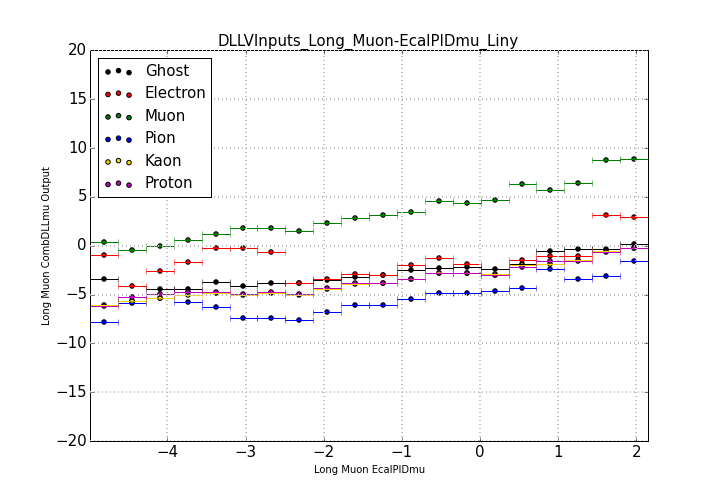 DLLVInputs_Long_Muon-EcalPIDmu_Liny
20
15
10
5
0
−5
−10
−15
−20
Long Muon CombDLLmu Output
Ghost
Electron
Muon
Pion
Kaon
Proton
−4 −3 −2 −1 0 1 2
Long Muon EcalPIDmu